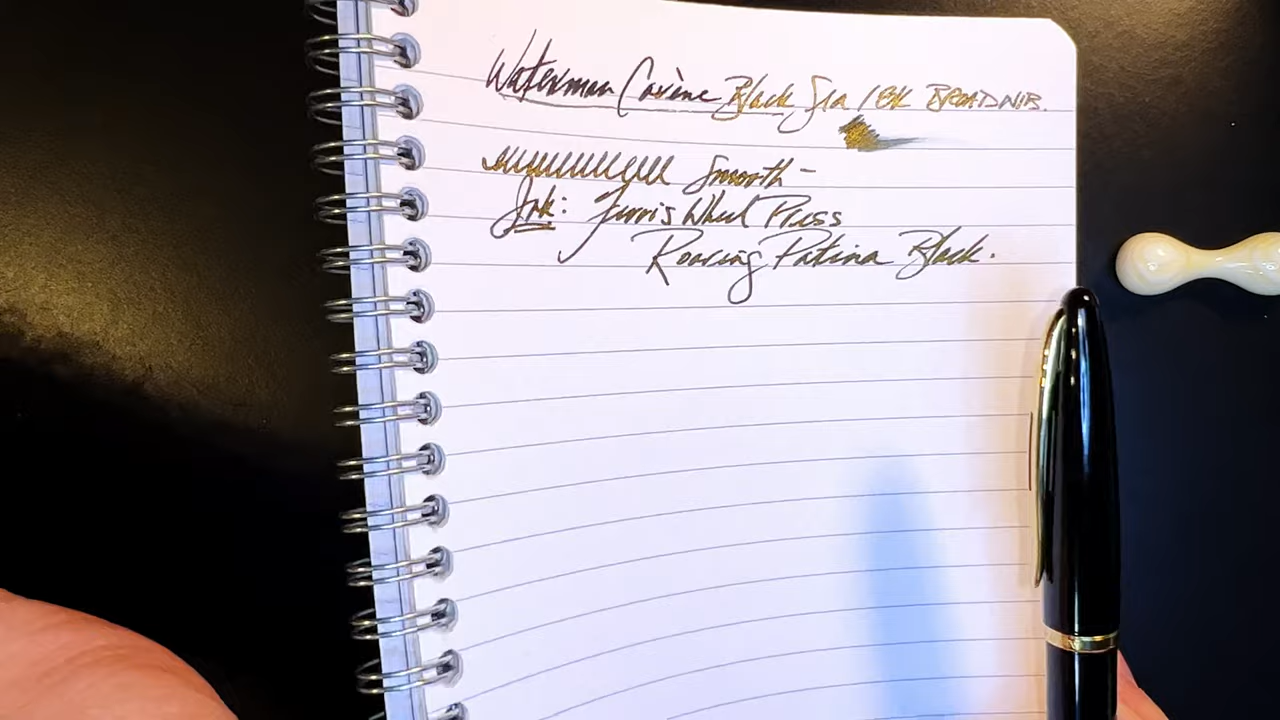 Waterman Carène Black Sea 18K BROAD NIB.
Smooth -
Ink: Ferris Wheel Press
Roaring Patina Black.